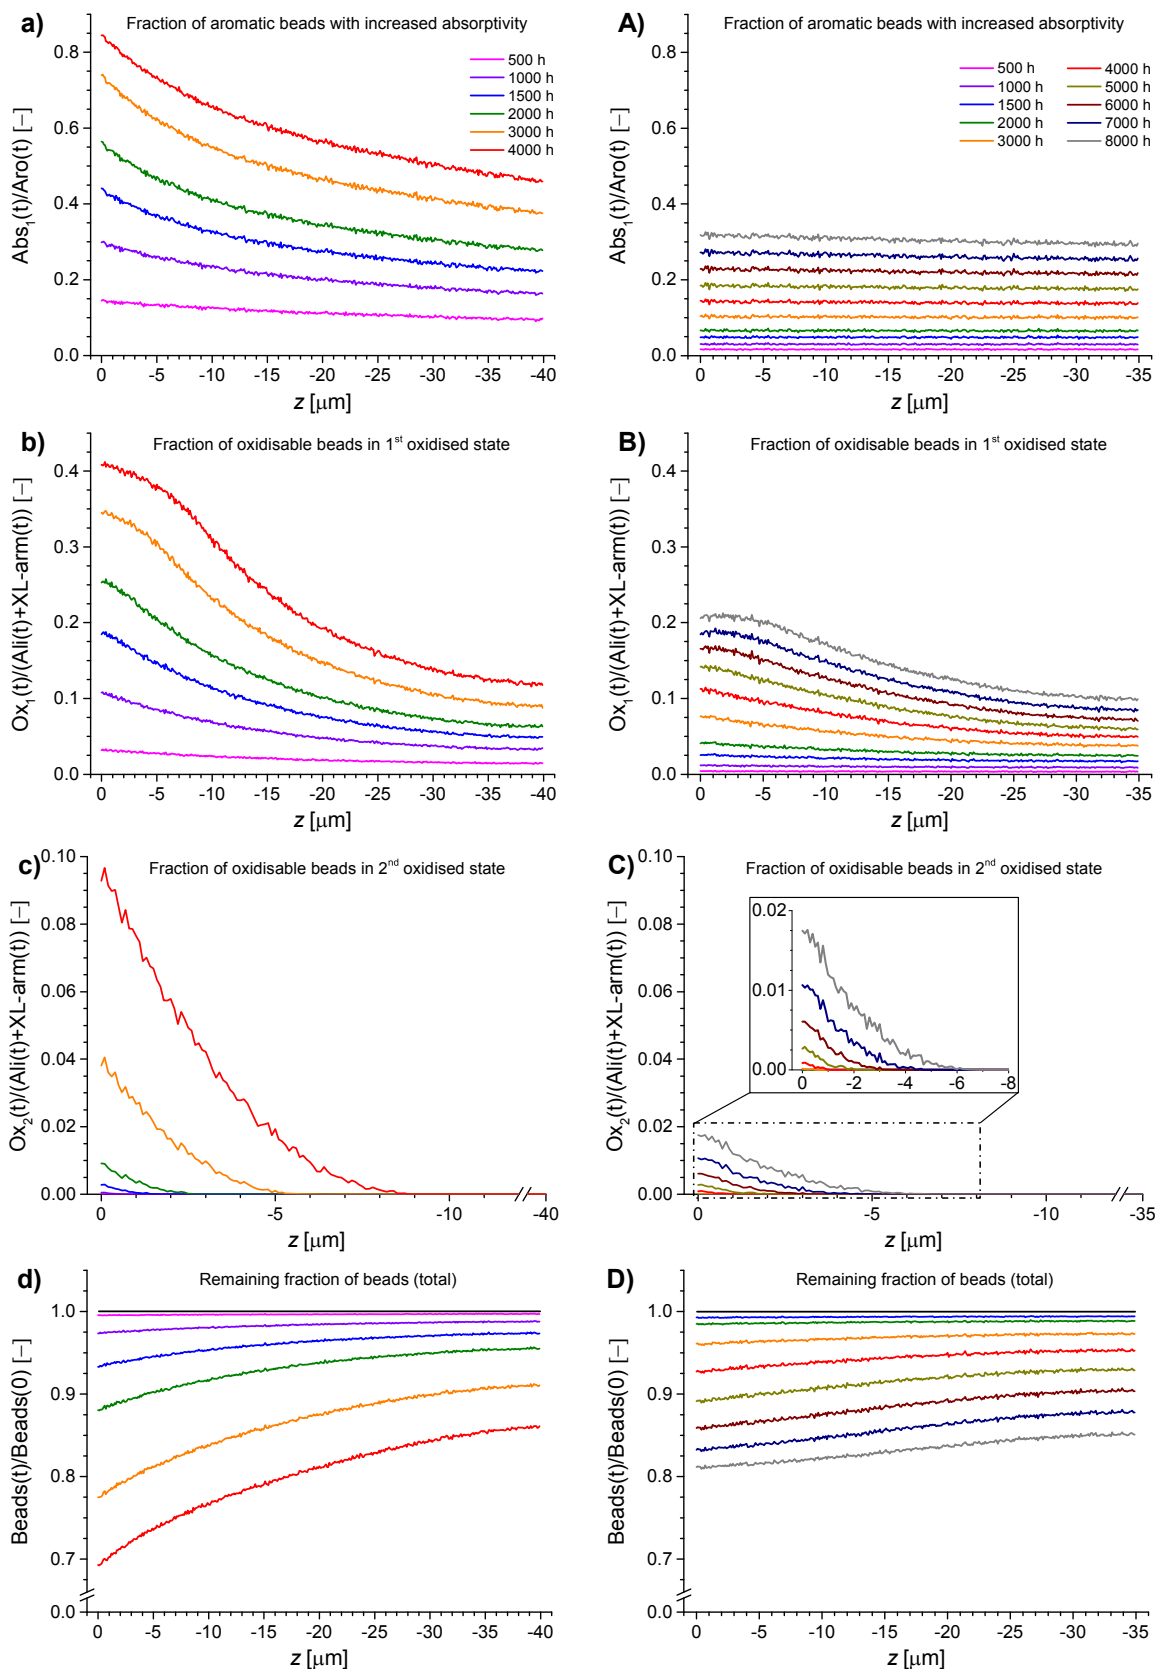 a)
Fraction of aromatic beads with increased absorptivity
Abs₁(t)/Aro(t) [−]
0.8
0.6
0.4
0.2
0.0
500 h
1000 h
1500 h
2000 h
3000 h
4000 h
0 -5 -10 -15 -20 -25 -30 -35 -40
z [µm]
A)
Fraction of aromatic beads with increased absorptivity
Abs₁(t)/Aro(t) [−]
0.8
0.6
0.4
0.2
0.0
500 h 4000 h
1000 h 5000 h
1500 h 6000 h
2000 h 7000 h
3000 h 8000 h
0 -5 -10 -15 -20 -25 -30 -35
z [µm]
b)
Fraction of oxidisable beads in 1st oxidised state
Ox₁(t)/(Ali(t)+XL-arm(t)) [−]
0.4
0.3
0.2
0.1
0.0
0 -5 -10 -15 -20 -25 -30 -35 -40
z [µm]
B)
Fraction of oxidisable beads in 1st oxidised state
Ox₁(t)/(Ali(t)+XL-arm(t)) [−]
0.4
0.3
0.2
0.1
0.0
0 -5 -10 -15 -20 -25 -30 -35
z [µm]
c)
Fraction of oxidisable beads in 2nd oxidised state
Ox₂(t)/(Ali(t)+XL-arm(t)) [−]
0.10
0.08
0.06
0.04
0.02
0.00
0 -5 -10 -40
z [µm]
C)
Fraction of oxidisable beads in 2nd oxidised state
Ox₂(t)/(Ali(t)+XL-arm(t)) [−]
0.10
0.08
0.06
0.04
0.02
0.00
0.02
0.01
0.00
0 -2 -4 -6 -8
0 -5 -10 -35
z [µm]
d)
Remaining fraction of beads (total)
Beads(t)/Beads(0) [−]
1.0
0.9
0.8
0.7
0.0
0 -5 -10 -15 -20 -25 -30 -35 -40
z [µm]
D)
Remaining fraction of beads (total)
Beads(t)/Beads(0) [−]
1.0
0.9
0.8
0.7
0.0
0 -5 -10 -15 -20 -25 -30 -35
z [µm]